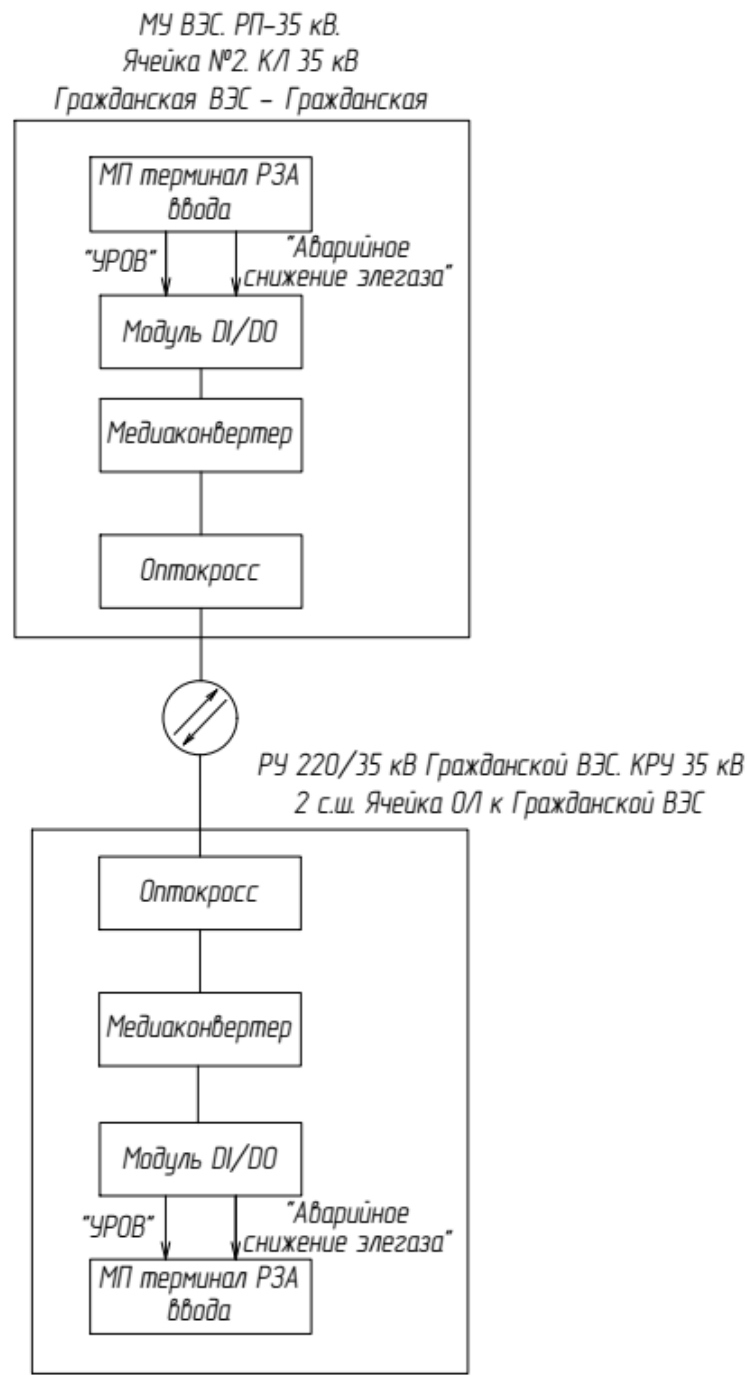 МУ ВЭС. РП-35 кВ.
Ячейка №2. КЛ 35 кВ
Гражданская ВЭС - Гражданская
МП терминал РЗА
ввода
"УРОВ"
"Аварийное
снижение элегаза"
Модуль DI/DO
Медиаконвертер
Оптокросс
РУ 220/35 кВ Гражданской ВЭС. КРУ 35 кВ
2 с.ш. Ячейка ОЛ к Гражданской ВЭС
Оптокросс
Медиаконвертер
Модуль DI/DO
"УРОВ"
"Аварийное
снижение элегаза"
МП терминал РЗА
ввода